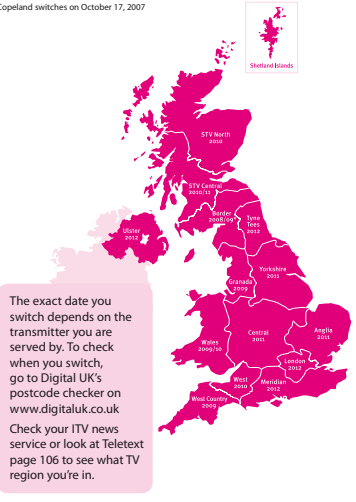 Copeland switches on October 17, 2007
Shetland Islands
STV North
2010
STV Central
2010/11
Border
2008/09
Tyne
Tees
2012
Ulster
2012
Yorkshire
2011
Granada
2009
Wales
2009/10
Central
2011
Anglia
2011
London
2012
West
2010
Meridian
2012
West Country
2009
The exact date you
switch depends on the
transmitter you are
served by. To check
when you switch,
go to Digital UK's
postcode checker on
www.digitaluk.co.uk
Check your ITV news
service or look at Teletext
page 106 to see what TV
region you're in.